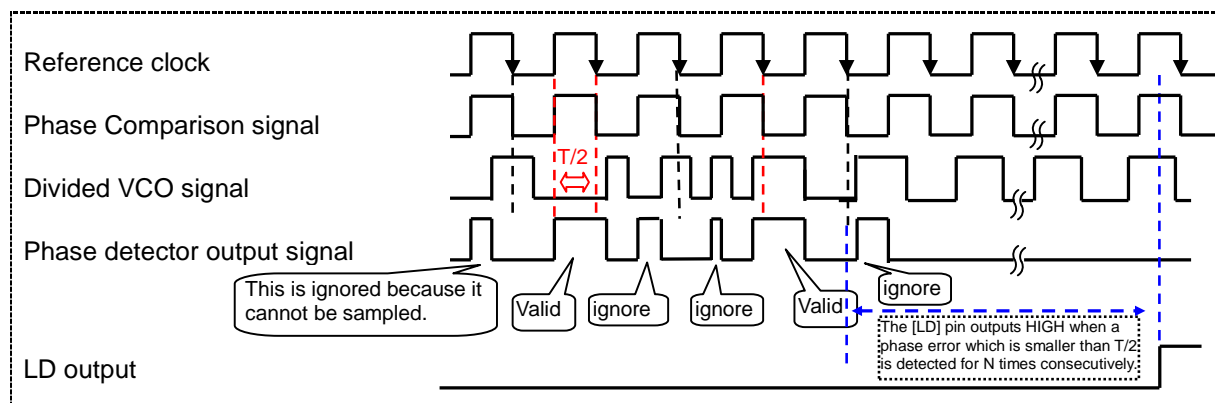 Reference clock
Phase Comparison signal
T/2
Divided VCO signal
Phase detector output signal
This is ignored because it
cannot be sampled.
Valid
ignore
ignore
Valid
ignore
The [LD] pin outputs HIGH when a
phase error which is smaller than T/2
is detected for N times consecutively.
LD output